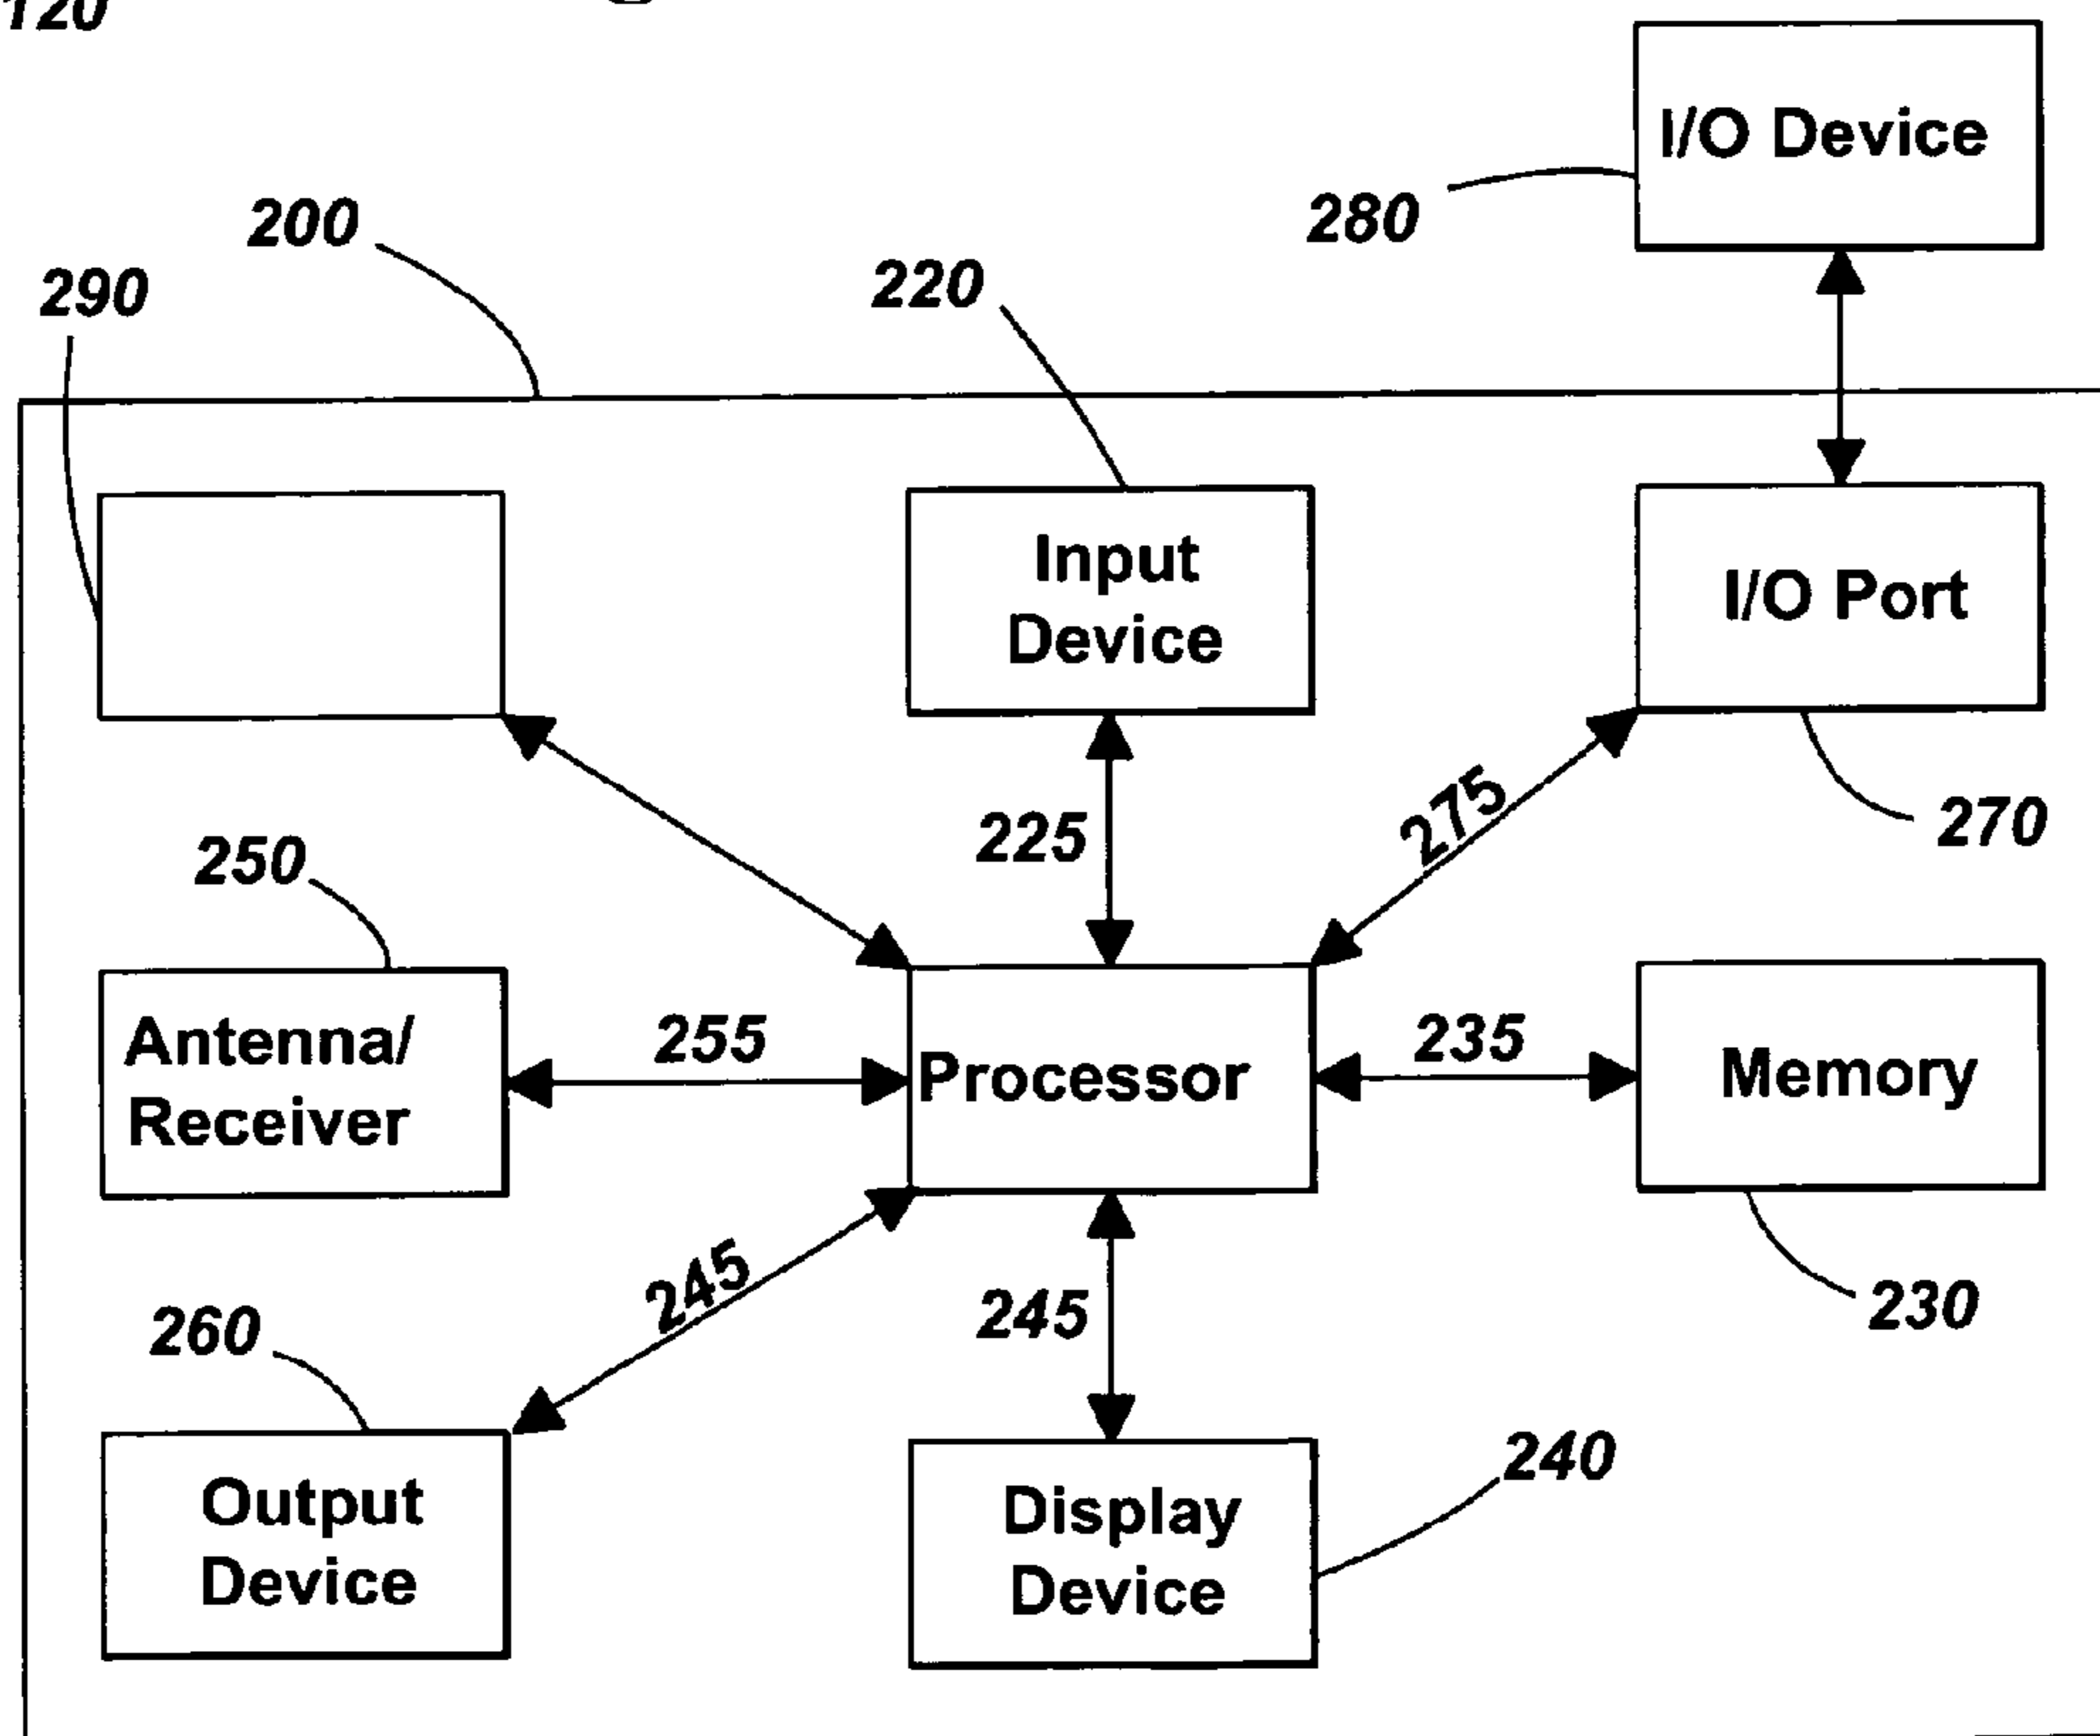 120
I/O Device
280
200
220
290
Input
Device
I/O Port
225
275
270
250
Antenna/
Receiver
255
Processor
235
Memory
245
245
230
260
Output
Device
Display
Device
240